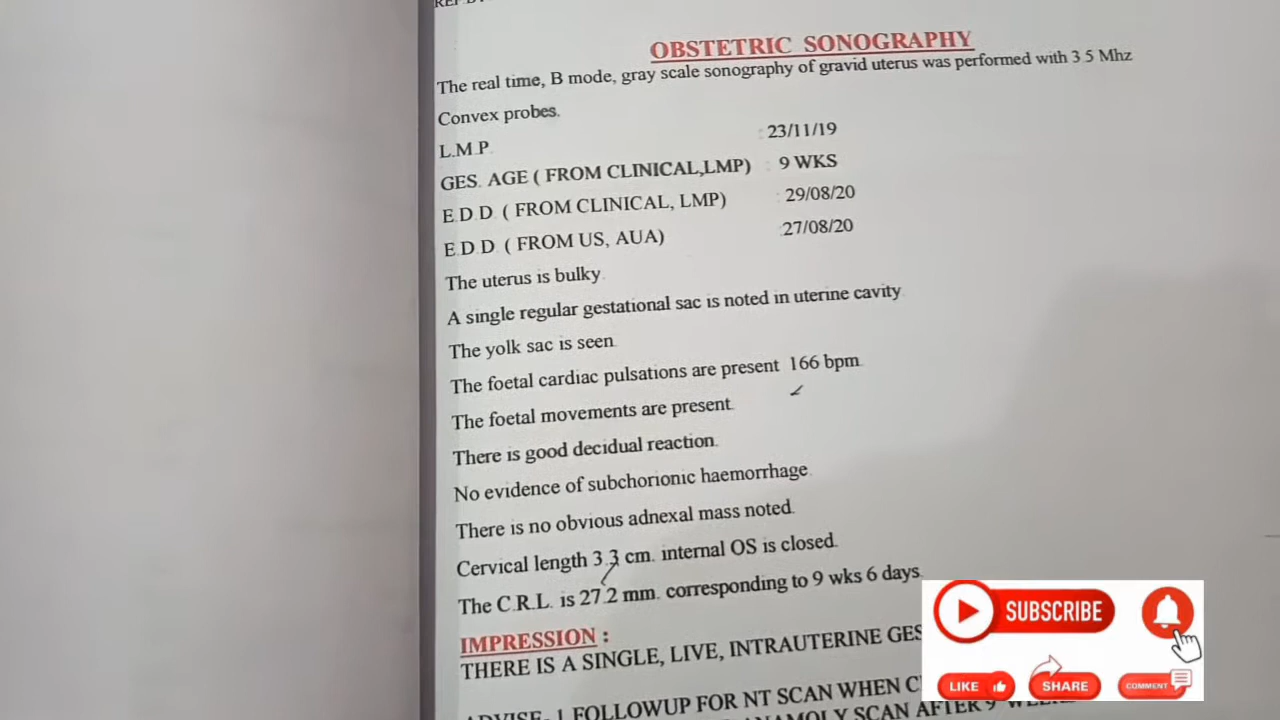 OBSTETRIC SONOGRAPHY
The real time, B mode, gray scale sonography of gravid uterus was performed with 3 5 Mhz
Convex probes.
L.M.P. : 23/11/19
GES. AGE ( FROM CLINICAL,LMP) : 9 WKS
E.D.D. ( FROM CLINICAL, LMP) : 29/08/20
E.D.D. ( FROM US, AUA) :27/08/20
The uterus is bulky.
A single regular gestational sac is noted in uterine cavity
The yolk sac is seen.
The foetal cardiac pulsations are present 166 bpm.
The foetal movements are present.
There is good decidual reaction.
No evidence of subchorionic haemorrhage.
There is no obvious adnexal mass noted.
Cervical length 3.3 cm. internal OS is closed.
The C.R.L. is 27.2 mm. corresponding to 9 wks 6 days.
IMPRESSION :
THERE IS A SINGLE, LIVE, INTRAUTERINE
ADVISE- 1 FOLLOWUP FOR NT SCAN WHEN
SCAN AFTER
SUBSCRIBE
LIKE
SHARE
COMMENT